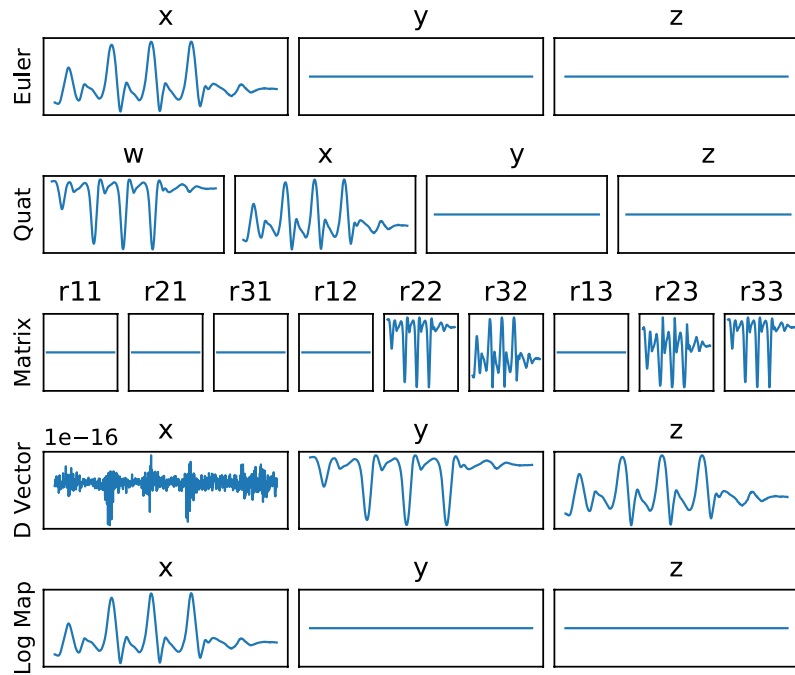 x y z
Euler
w x y z
Quat
r11 r21 r31 r12 r22 r32 r13 r23 r33
Matrix
1e−16
x y z
D Vector
x y z
Log Map